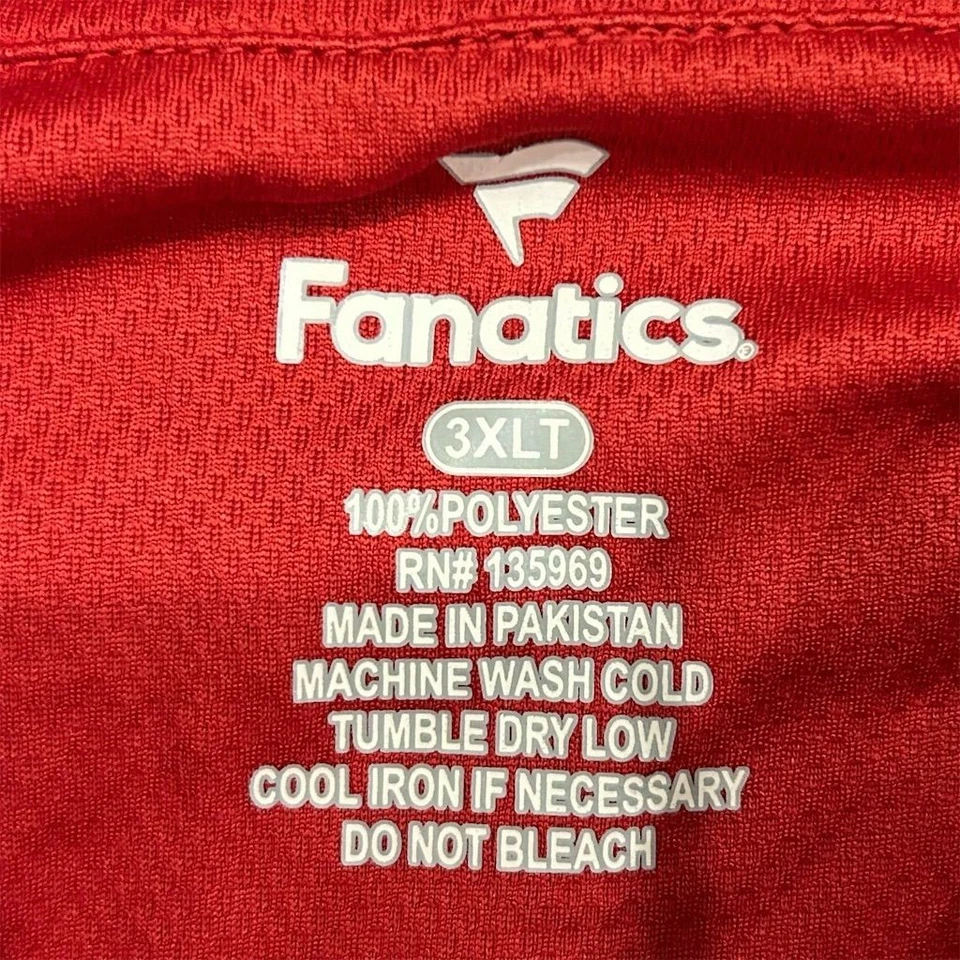 Fanatics®
3XLT
100%POLYESTER
RN# 135969
MADE IN PAKISTAN
MACHINE WASH COLD
TUMBLE DRY LOW
COOL IRON IF NECESSARY
DO NOT BLEACH